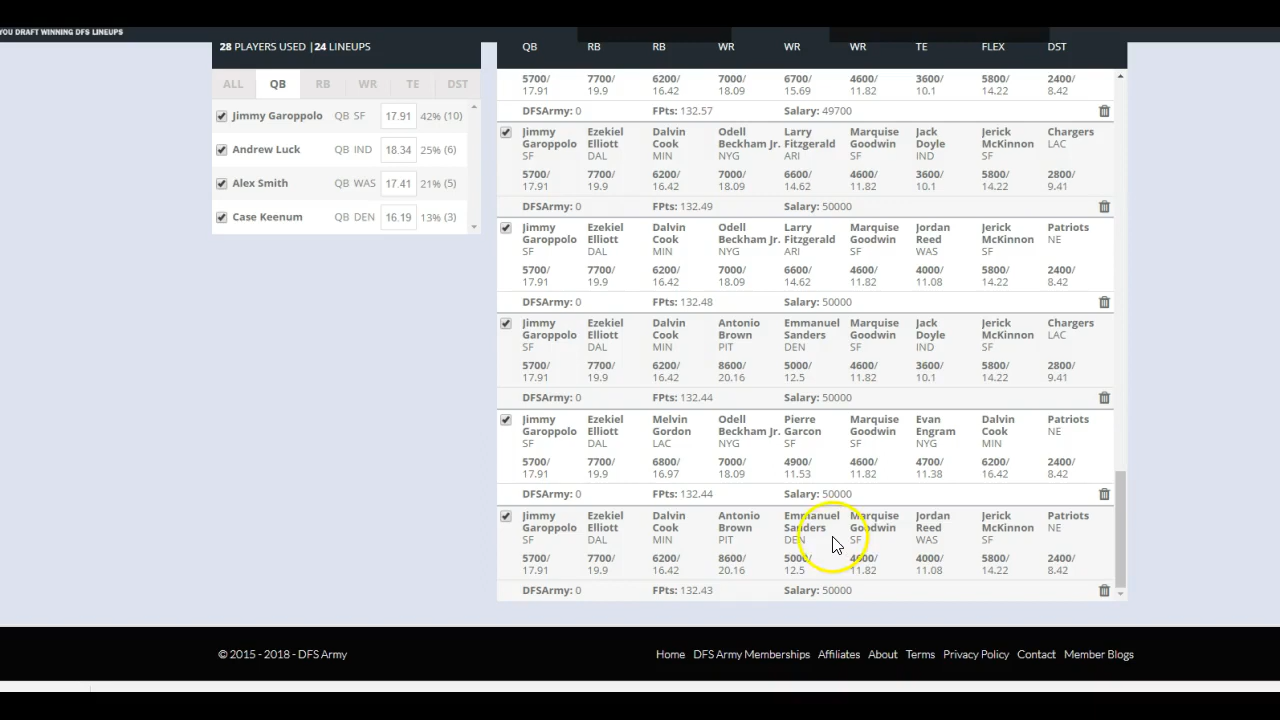 YOU DRAFT WINNING DFS LINEUPS
28 PLAYERS USED |24 LINEUPS
ALL QB RB WR TE DST
Jimmy Garoppolo QB SF 17.91 42% (10)
Andrew Luck QB IND 18.34 25% (6)
Alex Smith QB WAS 17.41 21% (5)
Case Keenum QB DEN 16.19 13% (3)
QB RB RB WR WR WR TE FLEX DST
5700/ 7700/ 6200/ 7000/ 6700/ 4600/ 3600/ 5800/ 2400/
17.91 19.9 16.42 18.09 15.69 11.82 10.1 14.22 8.42
DFSArmy: 0 FPts: 132.57 Salary: 49700
Jimmy Ezekiel Dalvin Odell Larry Marquise Jack Jerick Chargers
Garoppolo Elliott Cook Beckham Jr. Fitzgerald Goodwin Doyle McKinnon LAC
SF DAL MIN NYG ARI SF IND SF
5700/ 7700/ 6200/ 7000/ 6600/ 4600/ 3600/ 5800/ 2800/
17.91 19.9 16.42 18.09 14.62 11.82 10.1 14.22 9.41
DFSArmy: 0 FPts: 132.49 Salary: 50000
Jimmy Ezekiel Dalvin Odell Larry Marquise Jordan Jerick Patriots
Garoppolo Elliott Cook Beckham Jr. Fitzgerald Goodwin Reed McKinnon NE
SF DAL MIN NYG ARI SF WAS SF
5700/ 7700/ 6200/ 7000/ 6600/ 4600/ 4000/ 5800/ 2400/
17.91 19.9 16.42 18.09 14.62 11.82 11.08 14.22 8.42
DFSArmy: 0 FPts: 132.48 Salary: 50000
Jimmy Ezekiel Dalvin Antonio Emmanuel Marquise Jack Jerick Chargers
Garoppolo Elliott Cook Brown Sanders Goodwin Doyle McKinnon LAC
SF DAL MIN PIT DEN SF IND SF
5700/ 7700/ 6200/ 8600/ 5000/ 4600/ 3600/ 5800/ 2800/
17.91 19.9 16.42 20.16 12.5 11.82 10.1 14.22 9.41
DFSArmy: 0 FPts: 132.44 Salary: 50000
Jimmy Ezekiel Melvin Odell Pierre Marquise Evan Dalvin Patriots
Garoppolo Elliott Gordon Beckham Jr. Garcon Goodwin Engram Cook NE
SF DAL LAC NYG SF SF NYG MIN
5700/ 7700/ 6800/ 7000/ 4900/ 4600/ 4700/ 6200/ 2400/
17.91 19.9 16.97 18.09 11.53 11.82 11.38 16.42 8.42
DFSArmy: 0 FPts: 132.44 Salary: 50000
Jimmy Ezekiel Dalvin Antonio Emmanuel Marquise Jordan Jerick Patriots
Garoppolo Elliott Cook Brown Sanders Goodwin Reed McKinnon NE
SF DAL MIN PIT DEN SF WAS SF
5700/ 7700/ 6200/ 8600/ 5000/ 4600/ 4000/ 5800/ 2400/
17.91 19.9 16.42 20.16 12.5 11.82 11.08 14.22 8.42
DFSArmy: 0 FPts: 132.43 Salary: 50000
© 2015 - 2018 - DFS Army Home DFS Army Memberships Affiliates About Terms Privacy Policy Contact Member Blogs